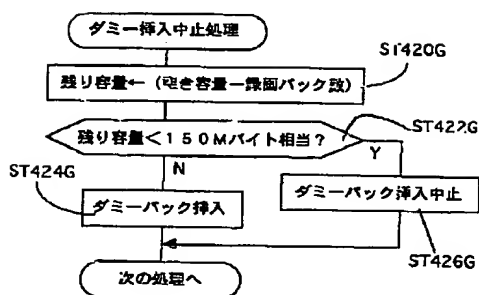 ダミー挿入中止処理
ST420G
残り容量←（空き容量－録画パック数）
残り容量＜１５０Mバイト相当？
ST422G
Y
N
ST424G
ダミーパック挿入
ダミーパック挿入中止
ST426G
次の処理へ